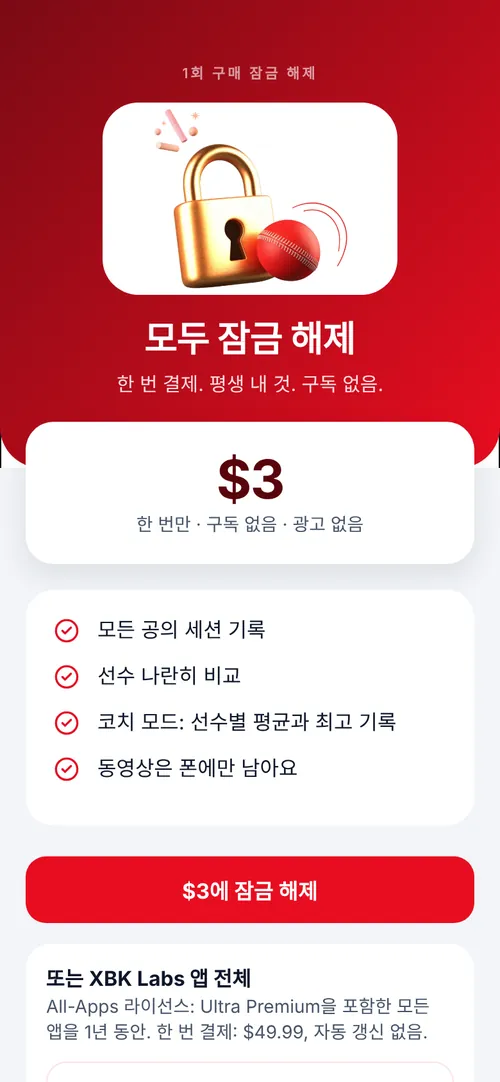 1회 구매 잠금 해제
모두 잠금 해제
한 번 결제. 평생 내 것. 구독 없음.
$3
한 번만 · 구독 없음 · 광고 없음
모든 공의 세션 기록
선수 나란히 비교
코치 모드: 선수별 평균과 최고 기록
동영상은 폰에만 남아요
$3에 잠금 해제
또는 XBK Labs 앱 전체
All-Apps 라이선스: Ultra Premium을 포함한 모든
앱을 1년 동안. 한 번 결제: $49.99, 자동 갱신 없음.